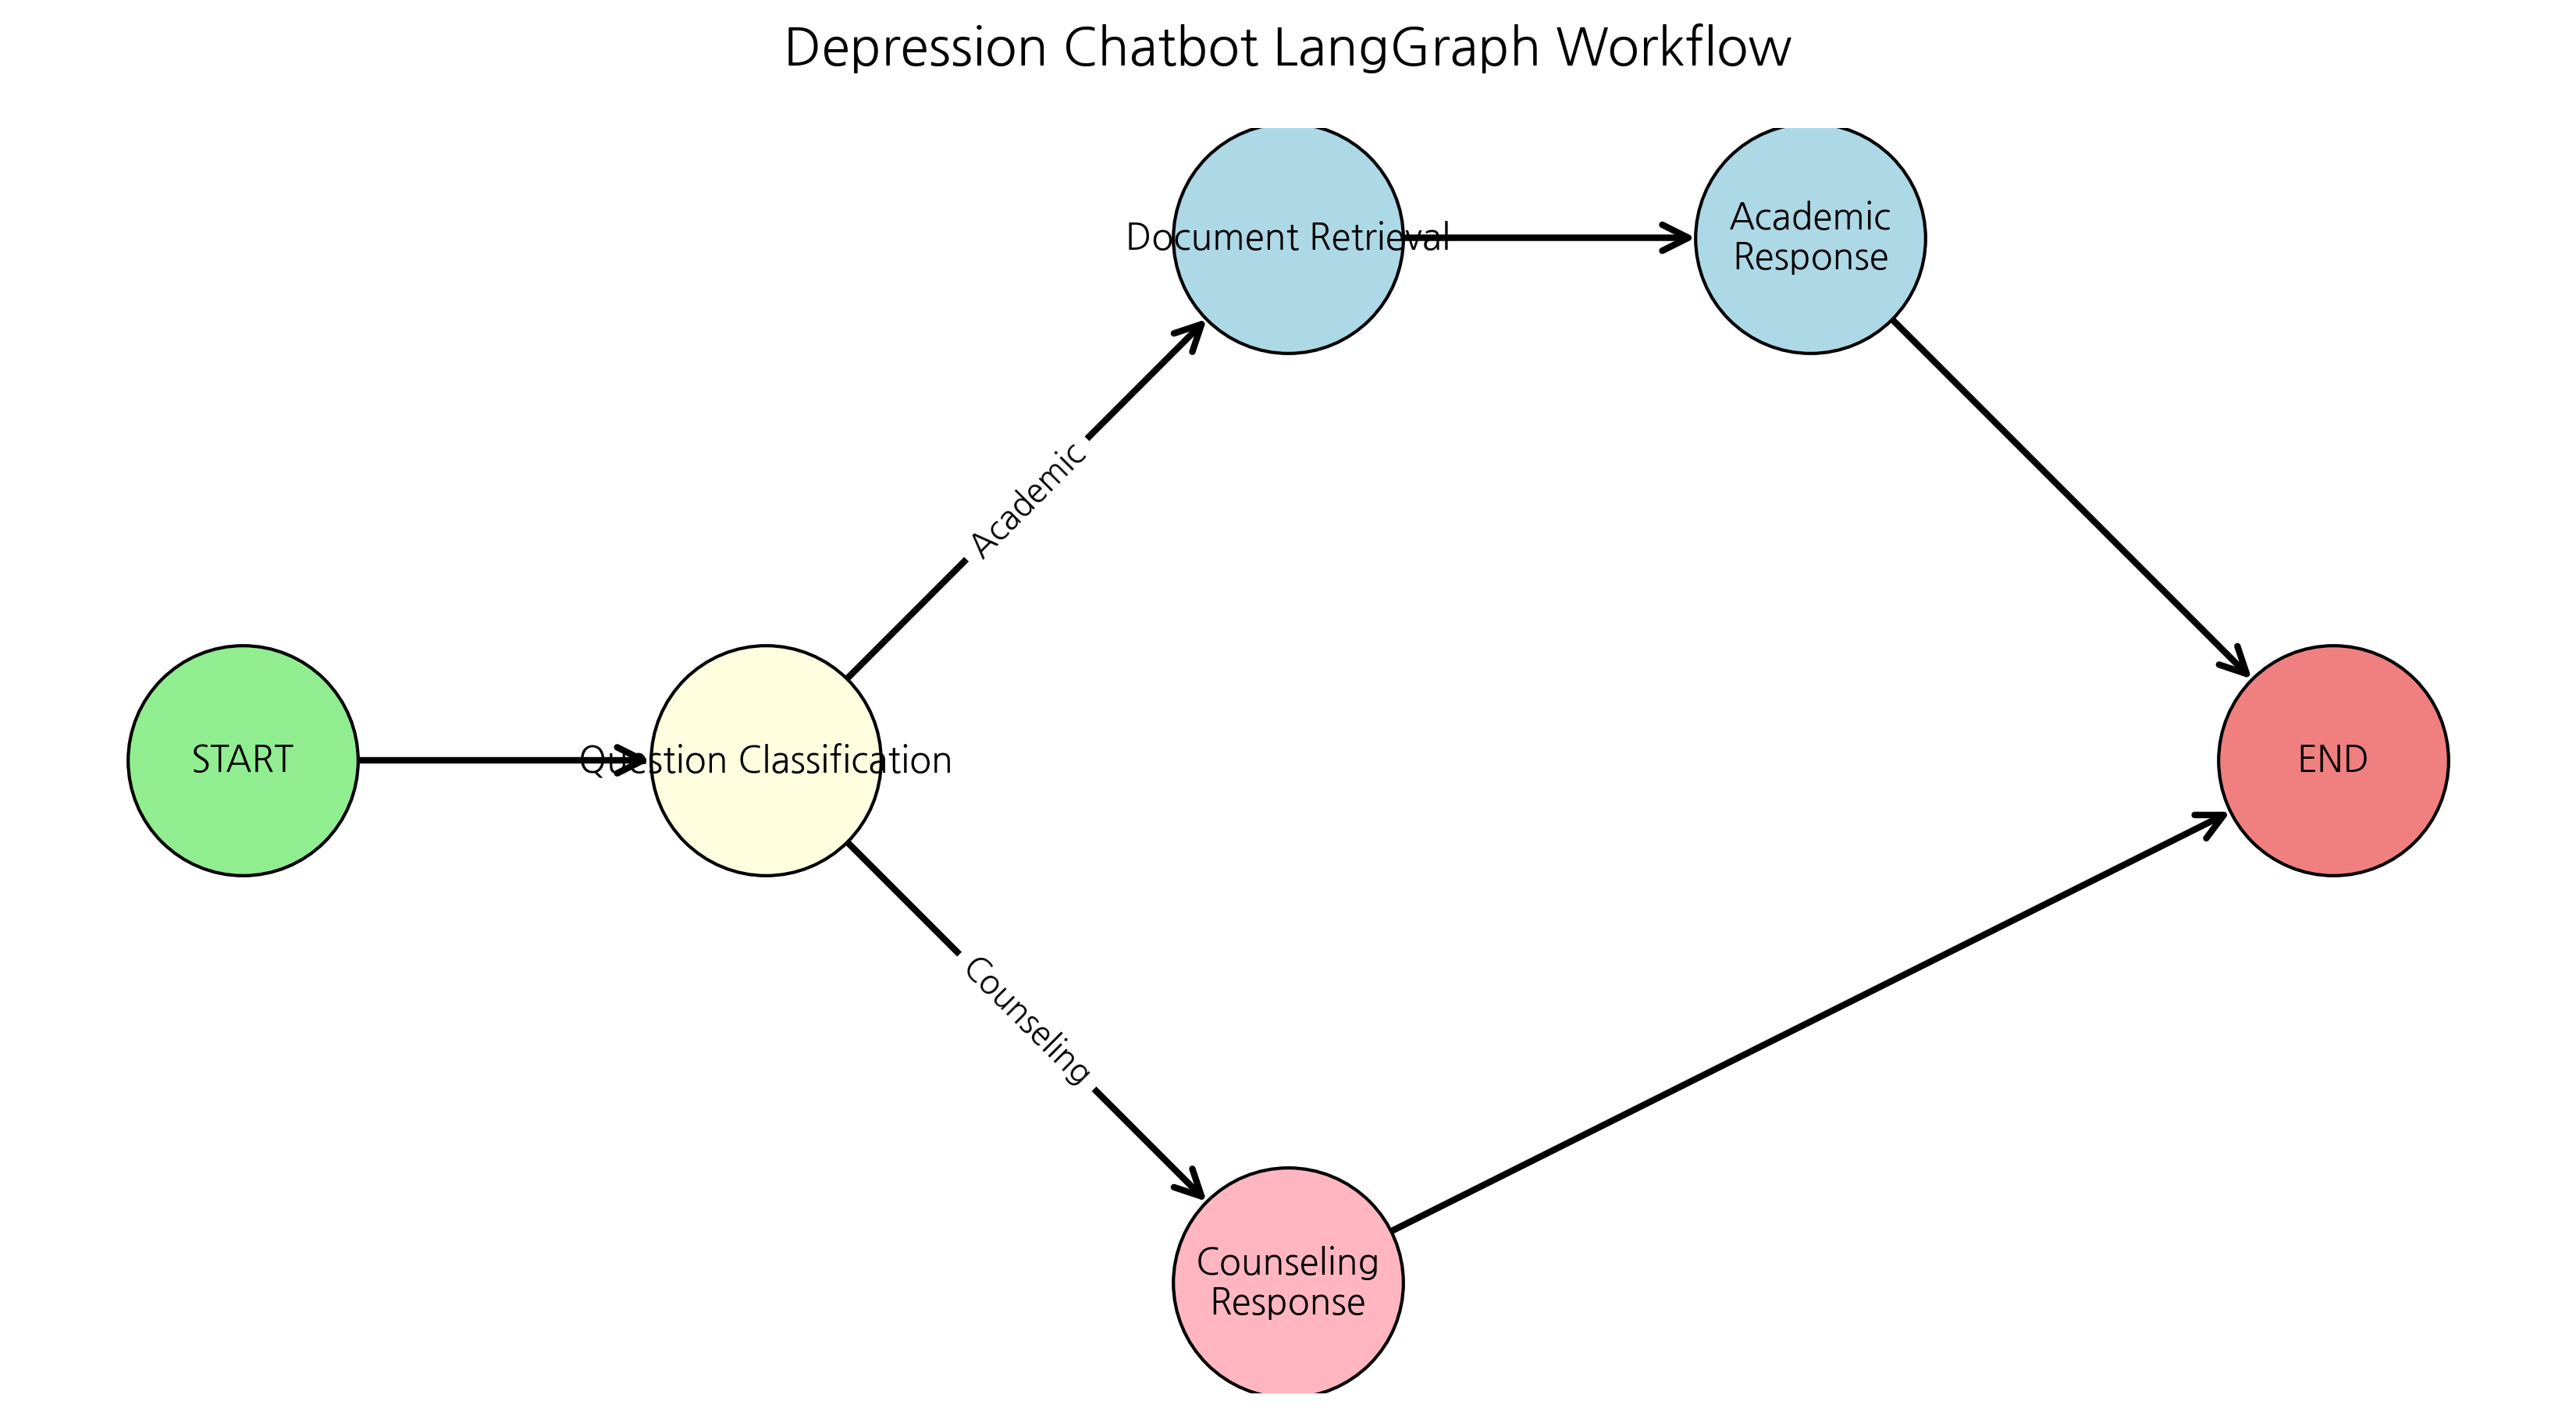 Depression Chatbot LangGraph Workflow
Document Retrieval
Academic
Response
Academic
START
Question Classification
END
Counseling
Counseling
Response